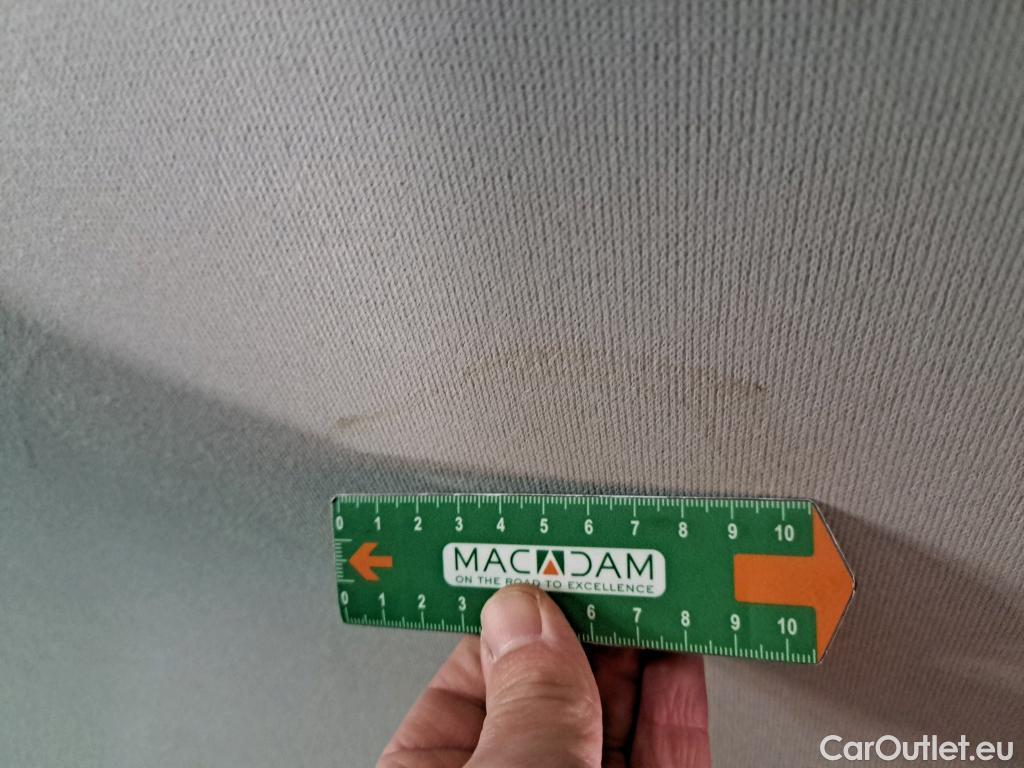 0 1 2 3 4 5 6 7 8 9 10
MACADAM
ON THE ROAD TO EXCELLENCE
0 1 2 3 6 7 8 9 10
CarOutlet.eu